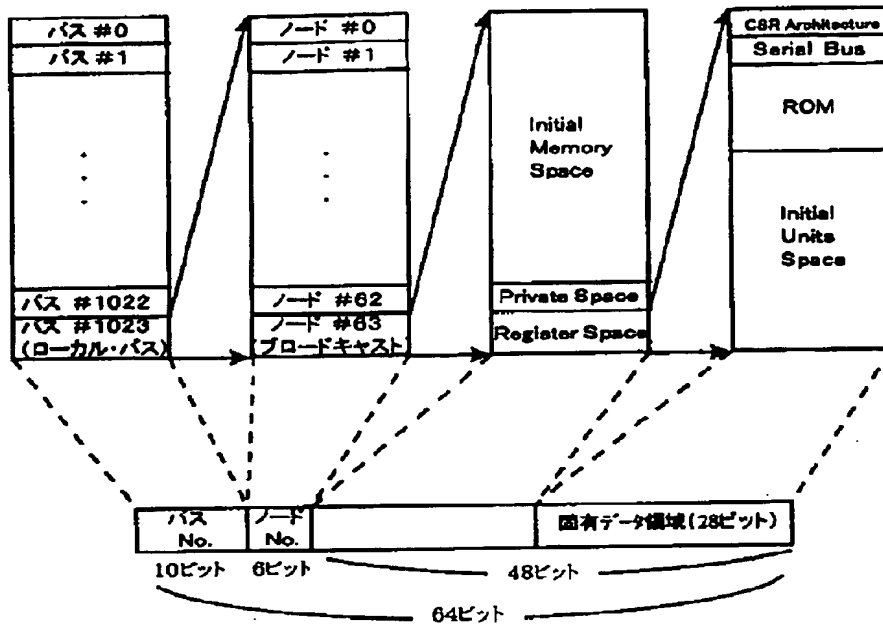 バス #0
バス #1
バス #1022
バス #1023
(ローカル・バス)
ノード #0
ノード #1
ノード #62
ノード #63
(ブロードキャスト)
Initial
Memory
Space
Private Space
Register Space
CSR Architecture
Serial Bus
ROM
Initial
Units
Space
バス
No.
ノード
No.
固有データ領域(28ビット)
10ビット
6ビット
48ビット
64ビット